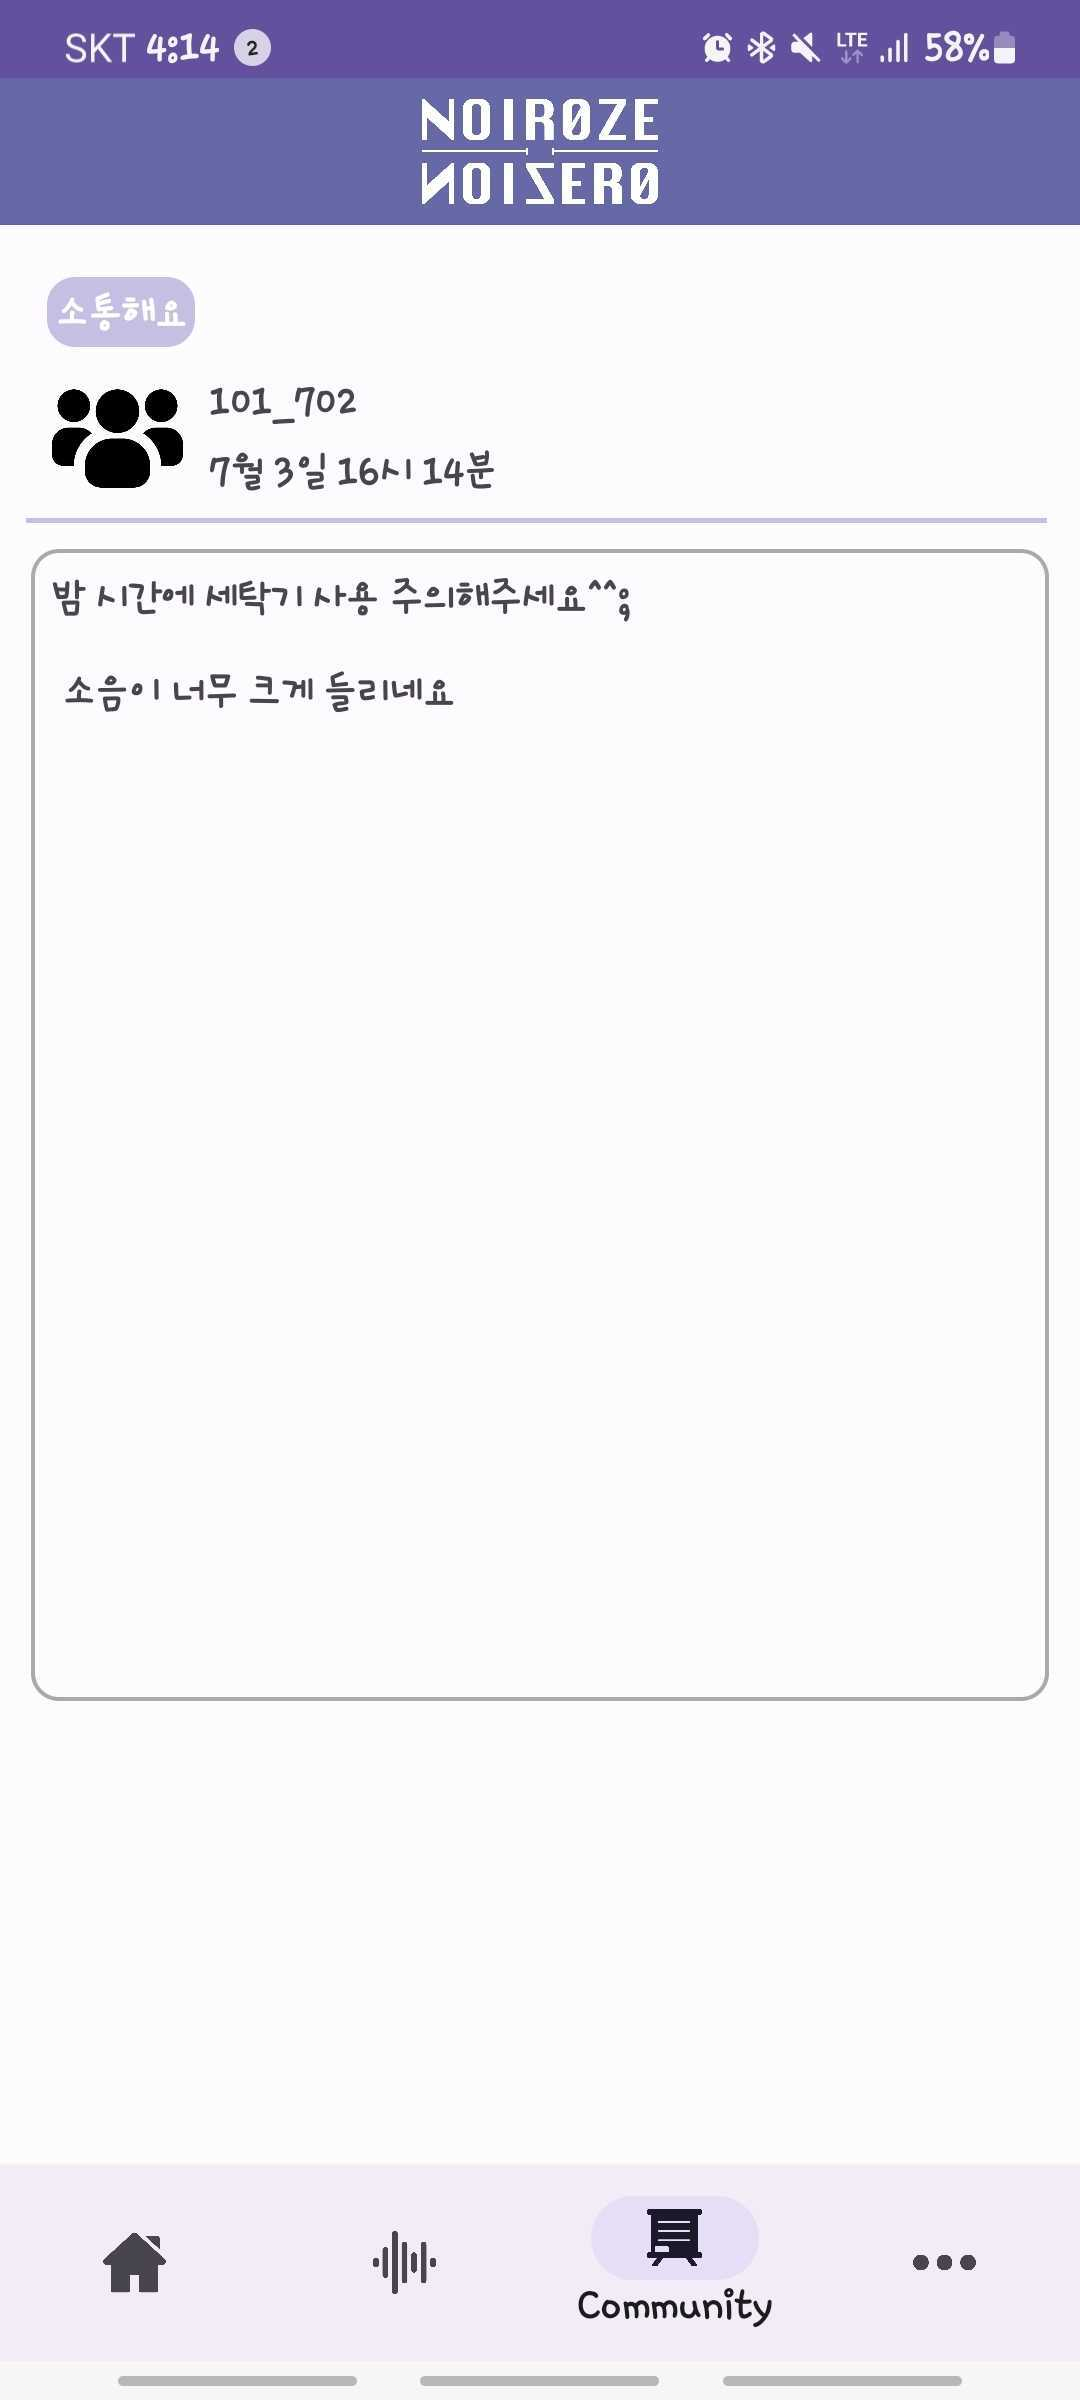 SKT 4:14 2 LTE 58%
NOIRØZE
NOIZERØ
소통해요
101_702
7월 3일 16시 14분
밤 시간에 세탁기 사용 주의해주세요^^;
소음이 너무 크게 들리네요
Community